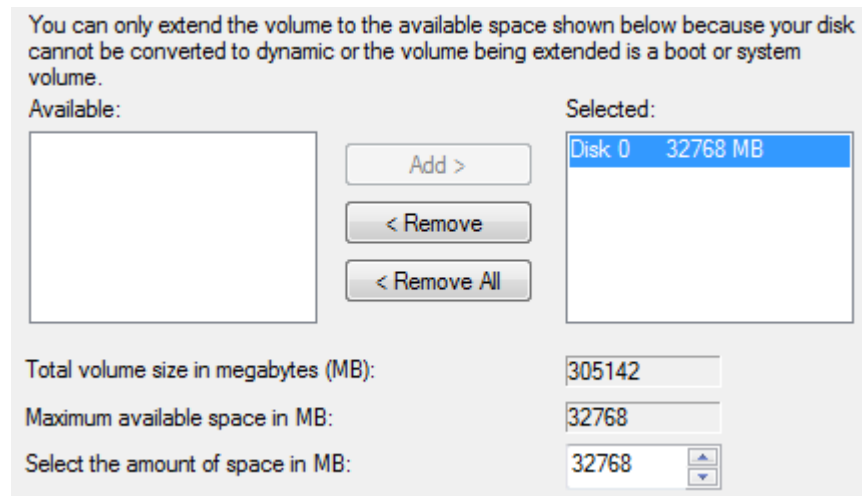 You can only extend the volume to the available space shown below because your disk
cannot be converted to dynamic or the volume being extended is a boot or system
volume.
Available:
Selected:
Disk 0 32768 MB
Add >
< Remove
< Remove All
Total volume size in megabytes (MB): 305142
Maximum available space in MB: 32768
Select the amount of space in MB: 32768